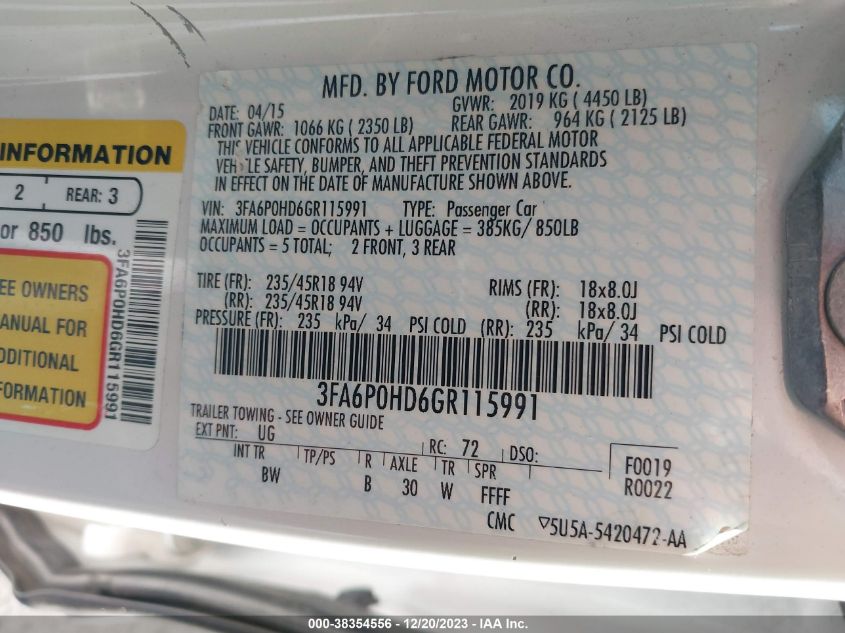 MFD. BY FORD MOTOR CO.
DATE: 04/15 GVWR: 2019 KG ( 4450 LB)
FRONT GAWR: 1066 KG ( 2350 LB) REAR GAWR: 964 KG ( 2125 LB)
THIS VEHICLE CONFORMS TO ALL APPLICABLE FEDERAL MOTOR
VEHICLE SAFETY, BUMPER, AND THEFT PREVENTION STANDARDS
IN EFFECT ON THE DATE OF MANUFACTURE SHOWN ABOVE.
VIN: 3FA6P0HD6GR115991 TYPE: Passenger Car
MAXIMUM LOAD = OCCUPANTS + LUGGAGE = 385KG/ 850LB
OCCUPANTS = 5 TOTAL; 2 FRONT, 3 REAR
TIRE (FR): 235/45R18 94V RIMS (FR): 18x8.0J
(RR): 235/45R18 94V (RR): 18x8.0J
PRESSURE (FR): 235 kPa/ 34 PSI COLD (RR): 235 kPa/ 34 PSI COLD
3FA6P0HD6GR115991
TRAILER TOWING - SEE OWNER GUIDE
EXT PNT: UG RC: 72 DSO:
INT TR TP/PS R AXLE TR SPR
BW B 30 W FFFF
F0019
R0022
CMC ▽5U5A-5420472-AA
INFORMATION
2 REAR: 3
or 850 lbs.
EE OWNERS
ANUAL FOR
DDITIONAL
FORMATION
3FA6P0HD6GR115991
000-38354556 - 12/20/2023 - IAA Inc.